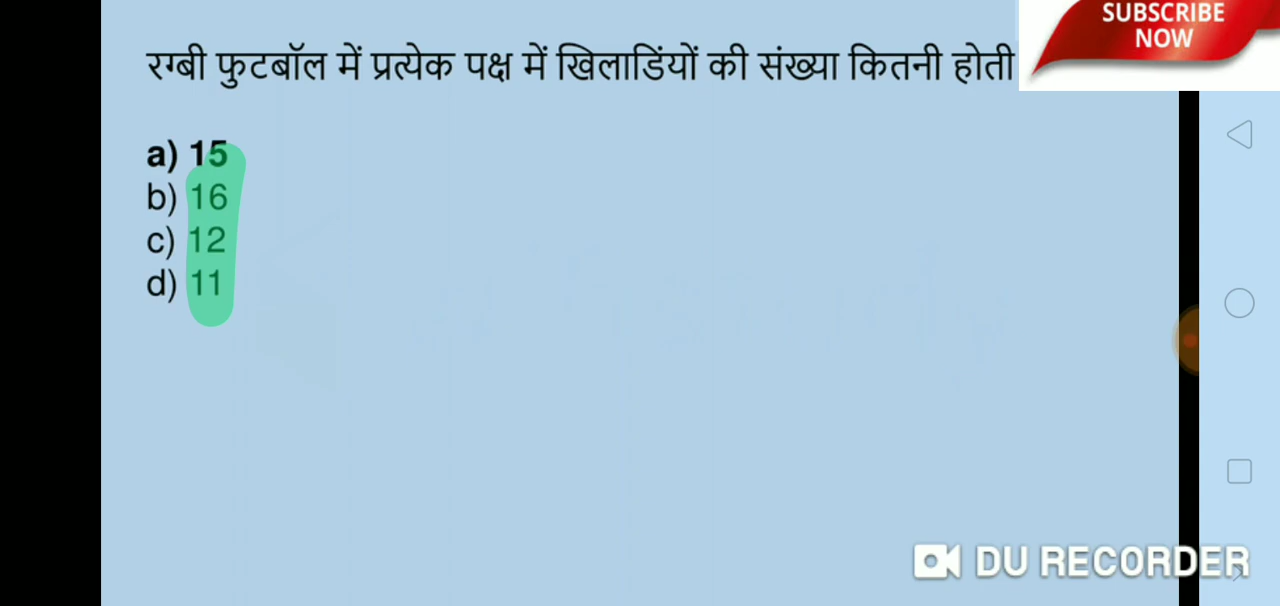 SUBSCRIBE
NOW
रग्बी फुटबॉल में प्रत्येक पक्ष में खिलाडिंयों की संख्या कितनी होती
a) 15
b) 16
c) 12
d) 11
DU RECORDER